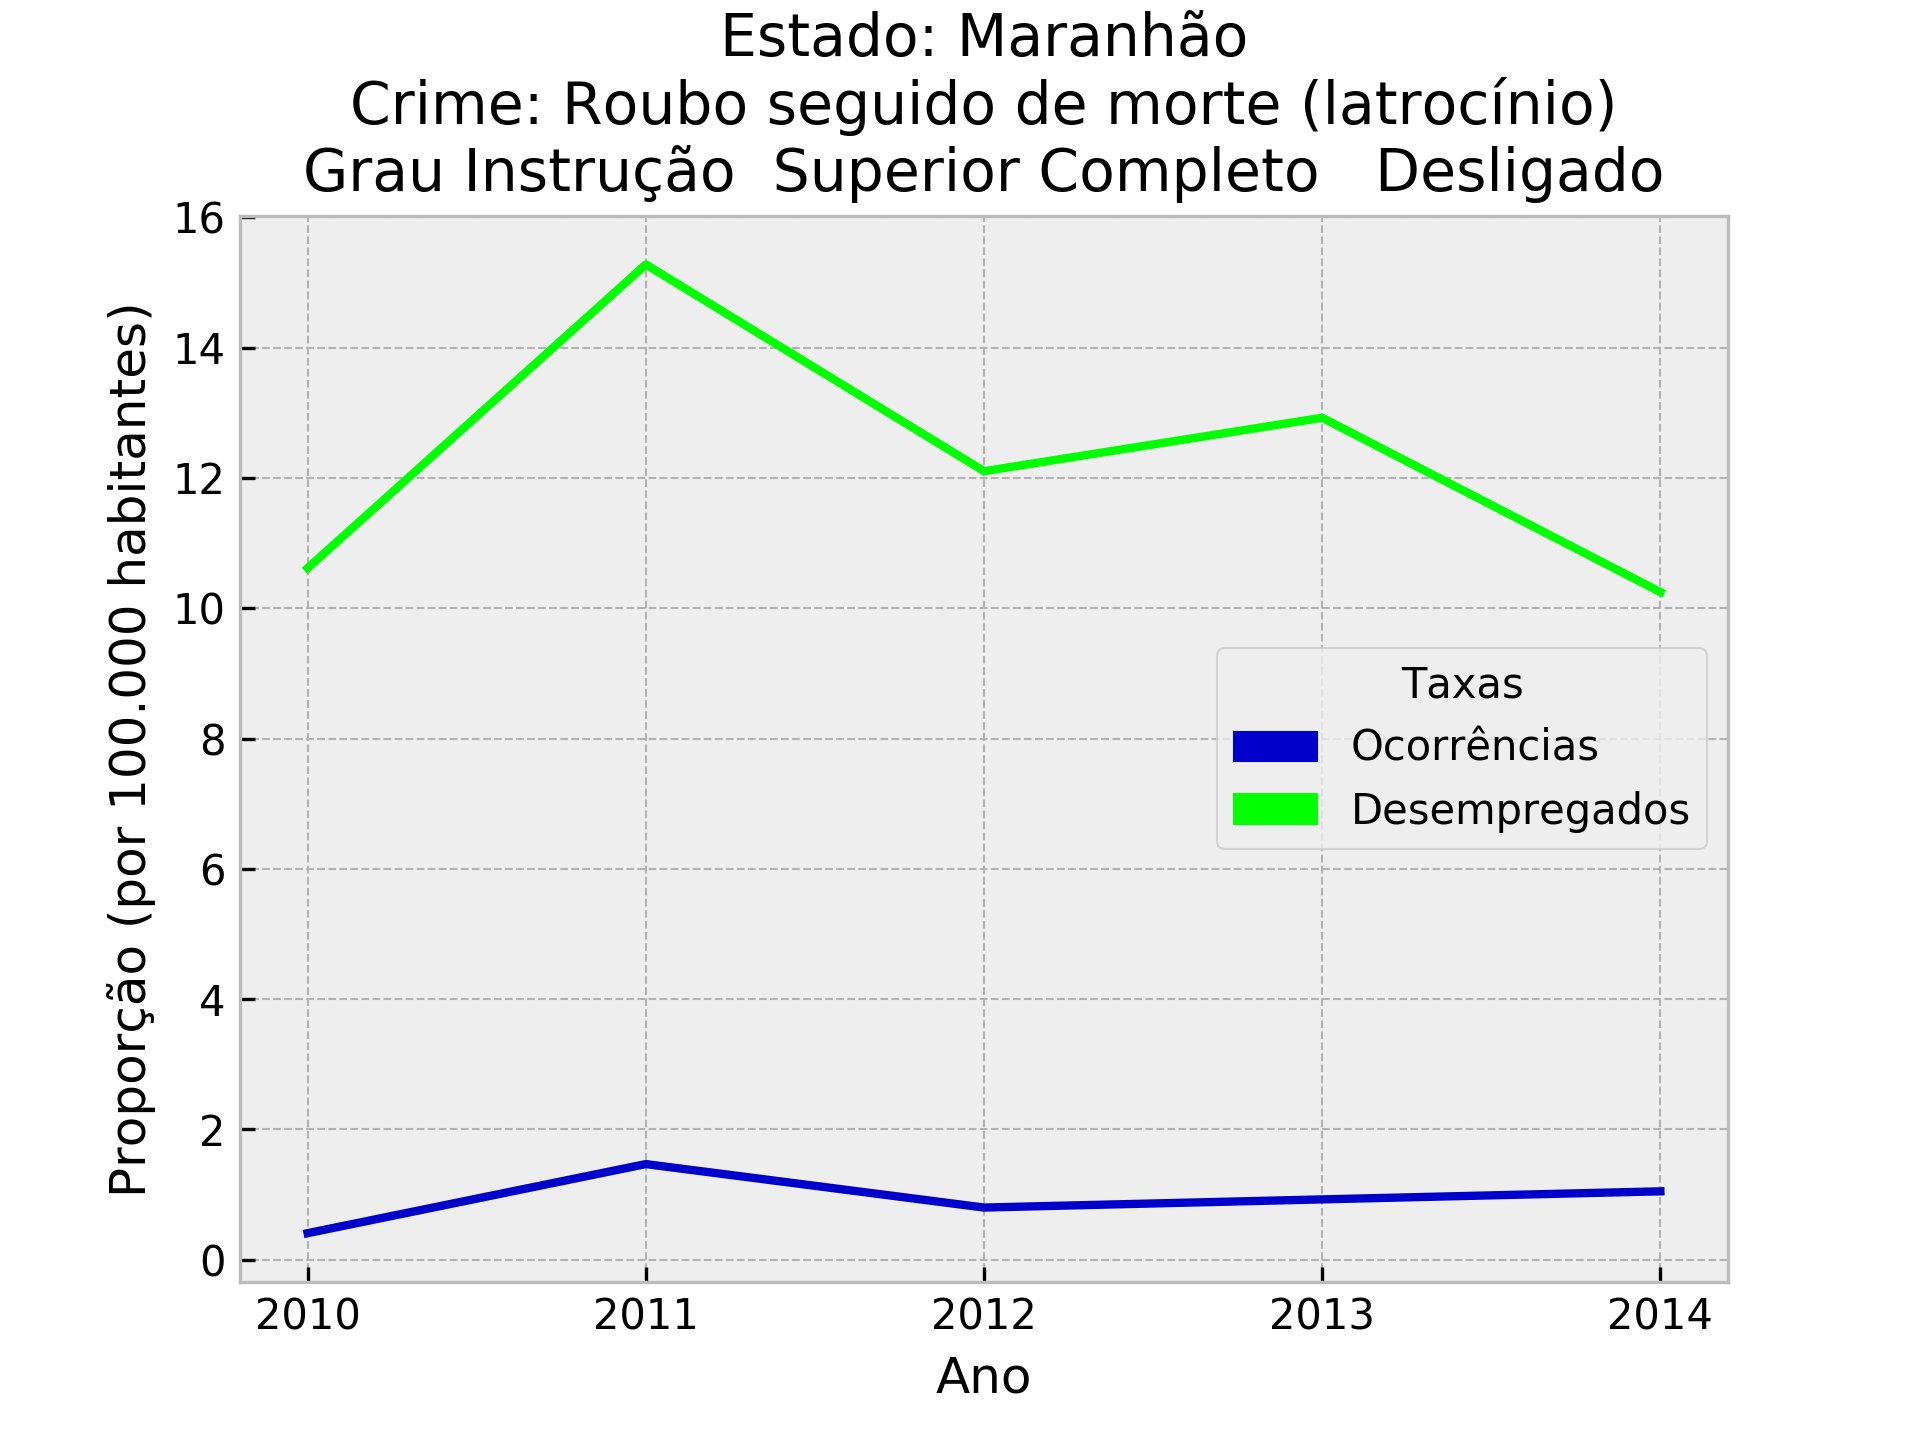 Estado: Maranhão
Crime: Roubo seguido de morte (latrocínio)
Grau Instrução  Superior Completo   Desligado
Proporção (por 100.000 habitantes)
16
14
12
10
8
6
4
2
0
Taxas
Ocorrências
Desempregados
2010 2011 2012 2013 2014
Ano